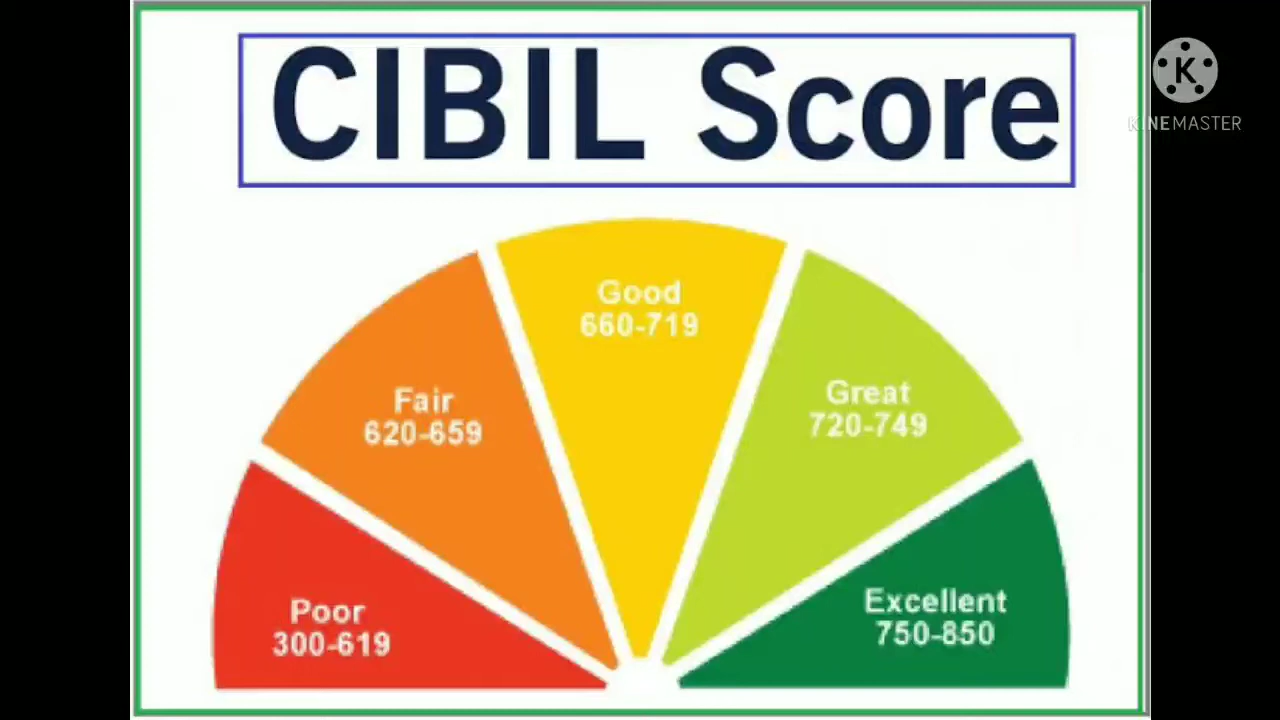 CIBIL Score
K
KINEMASTER
Good
660-719
Fair
620-659
Great
720-749
Poor
300-619
Excellent
750-850